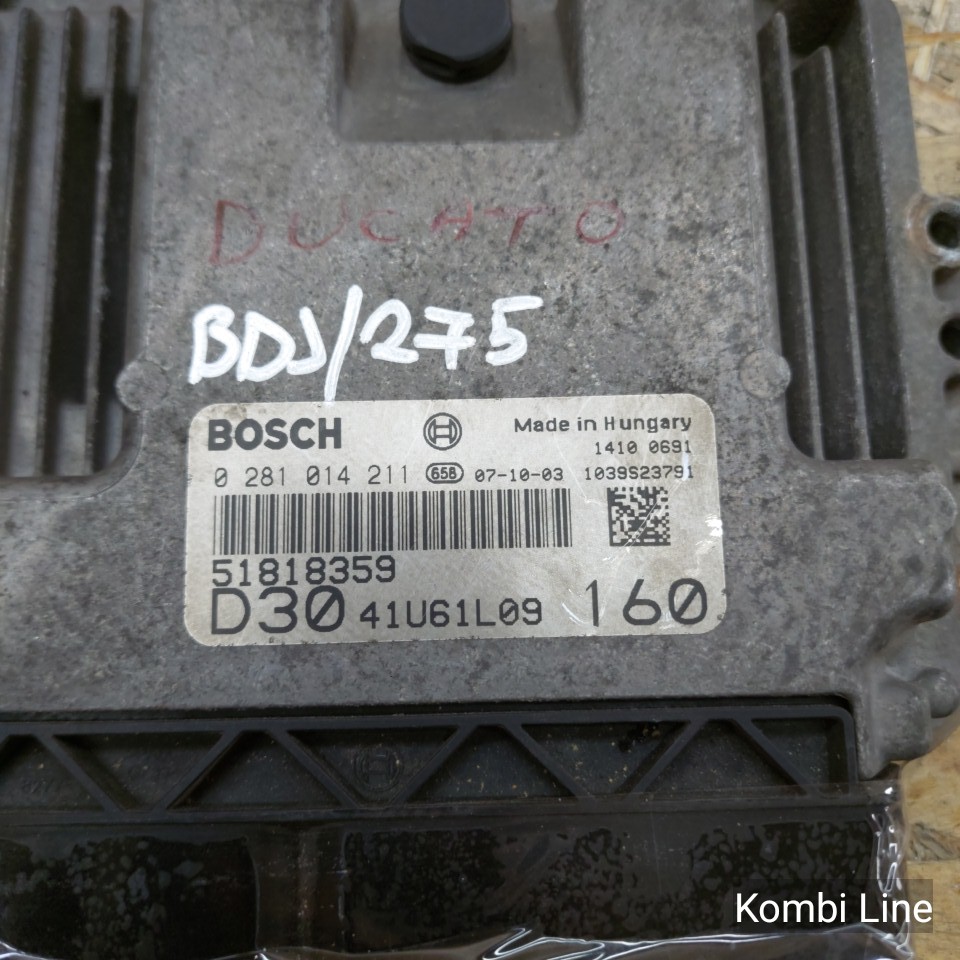 DUCATO
BDJ/275
BOSCH
Made in Hungary
1410 0691
0 281 014 211 658 07-10-03 1039S23791
51818359
D30 41U61L09 160
Kombi Line